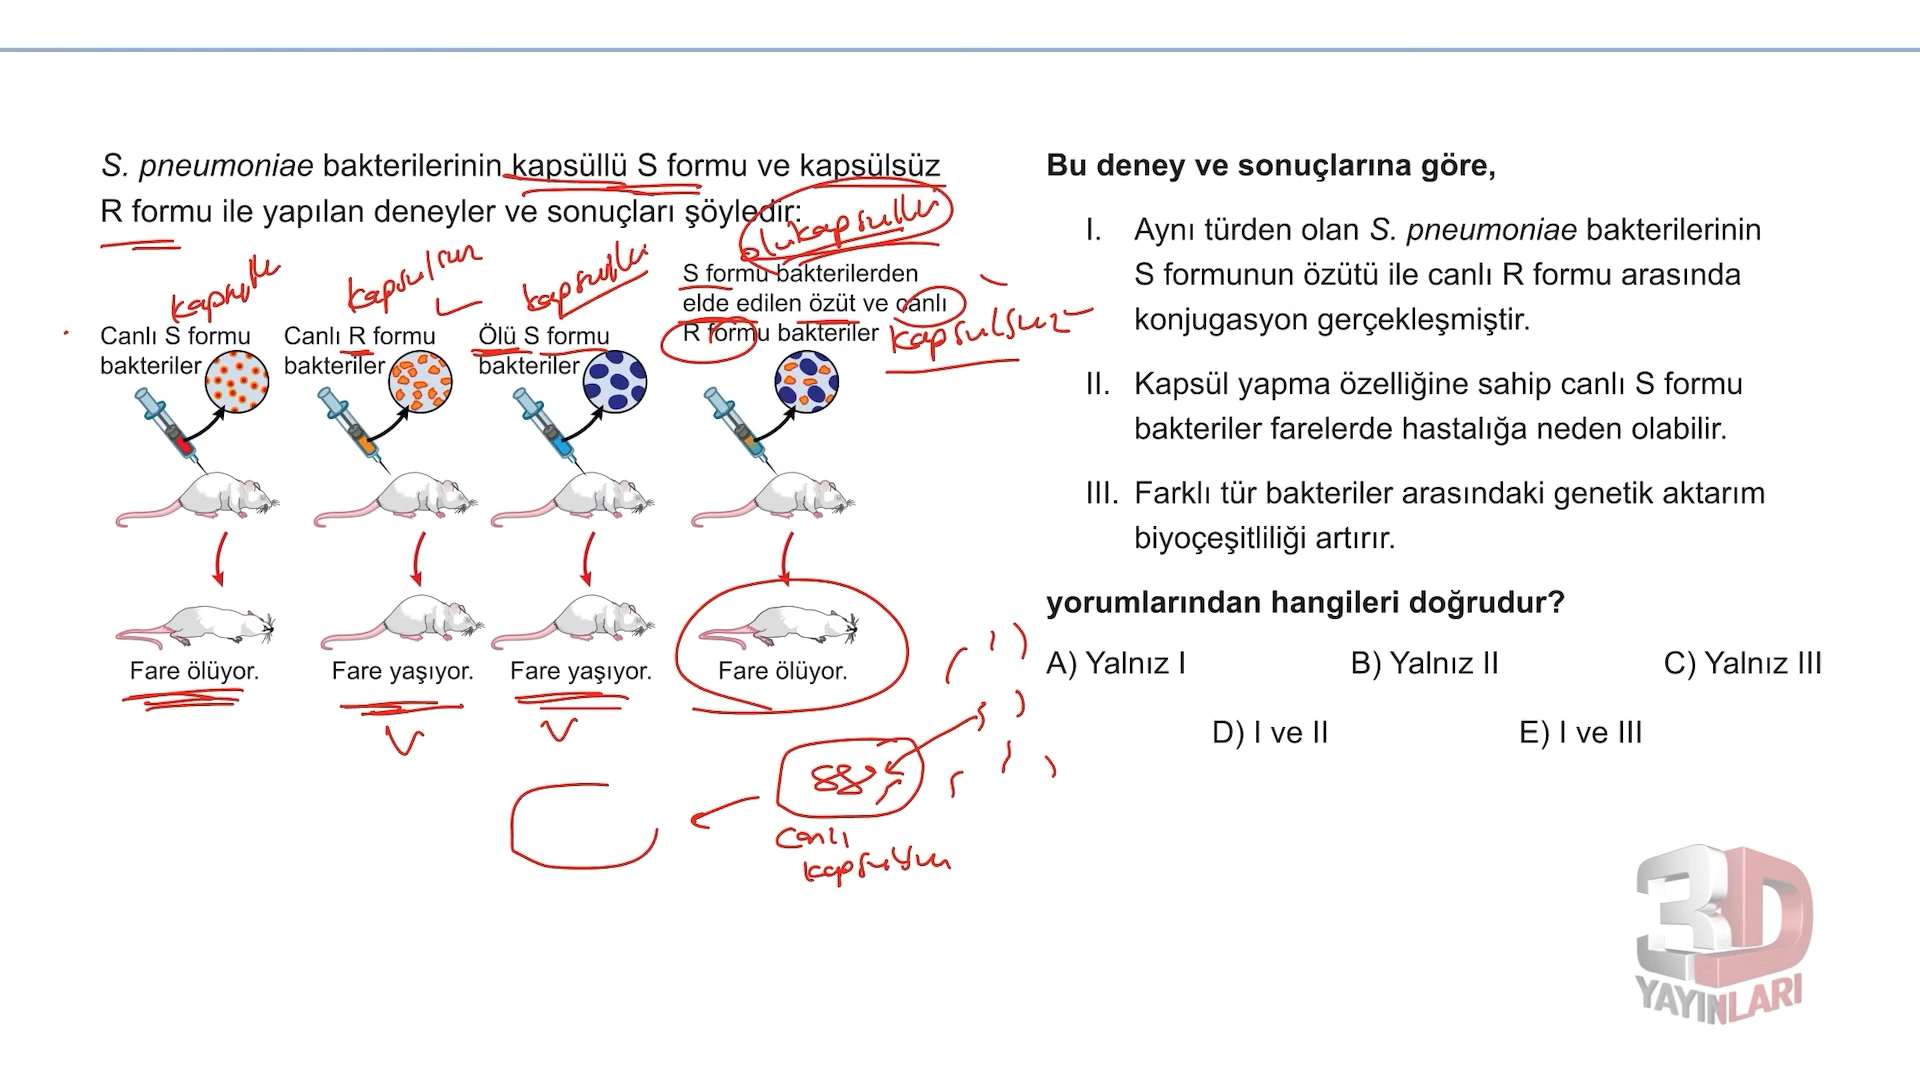 S. pneumoniae bakterilerinin kapsüllü S formu ve kapsülsüz
R formu ile yapılan deneyler ve sonuçları şöyledir:
ölü kapsüllü
kapsüllü
kapsülsüz
kapsüllü
S formu bakterilerden
elde edilen özüt ve canlı
R formu bakteriler
kapsülsüz
Canlı S formu
bakteriler
Canlı R formu
bakteriler
Ölü S formu
bakteriler
Fare ölüyor.
Fare yaşıyor.
Fare yaşıyor.
Fare ölüyor.
canlı
Bu deney ve sonuçlarına göre,
I. Aynı türden olan S. pneumoniae bakterilerinin
S formunun özütü ile canlı R formu arasında
konjugasyon gerçekleşmiştir.
II. Kapsül yapma özelliğine sahip canlı S formu
bakteriler farelerde hastalığa neden olabilir.
III. Farklı tür bakteriler arasındaki genetik aktarım
biyoçeşitliliği artırır.
yorumlarından hangileri doğrudur?
A) Yalnız I B) Yalnız II C) Yalnız III
D) I ve II E) I ve III
3D
YAYINLARI